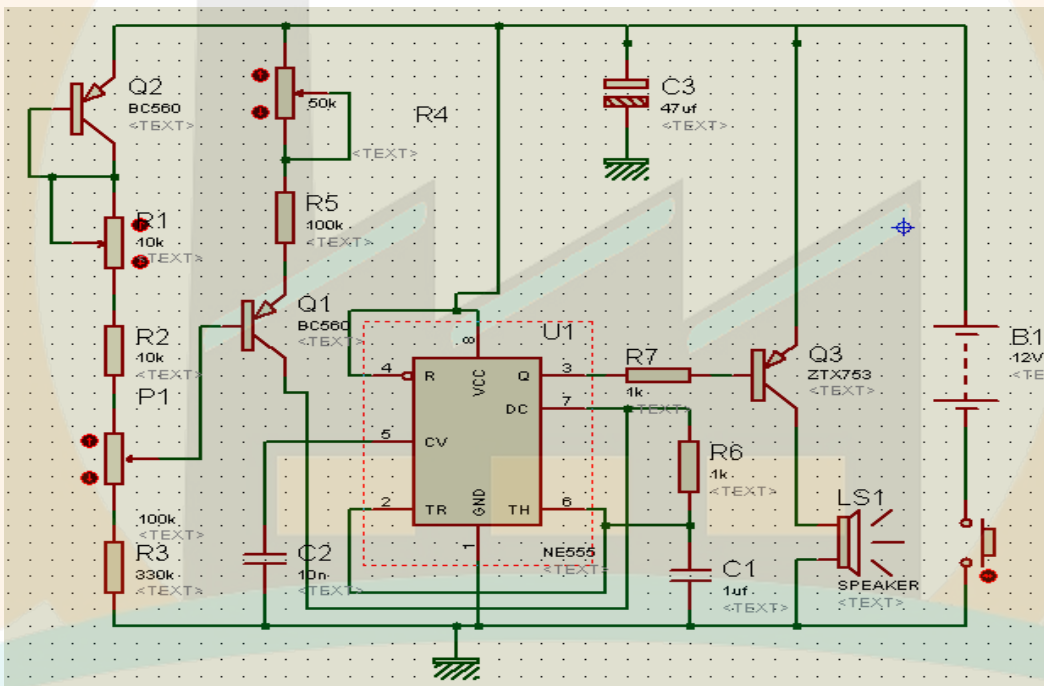 Q2
BC560
<TEXT>
50k
R4
<TEXT>
C3
47uf
<TEXT>
R1
10k
<TEXT>
R5
100k
<TEXT>
Q1
BC560
<TEXT>
R2
10k
<TEXT>
P1
100k
<TEXT>
R3
330k
<TEXT>
C2
10n
<TEXT>
U1
8
4 R VCC Q 3
DC 7
5 CV
2 TR GND TH 6
1
NE555
<TEXT>
R7
1k
<TEXT>
Q3
ZTX753
<TEXT>
R6
1k
<TEXT>
C1
1uf
<TEXT>
LS1
SPEAKER
<TEXT>
B1
12V
<TE